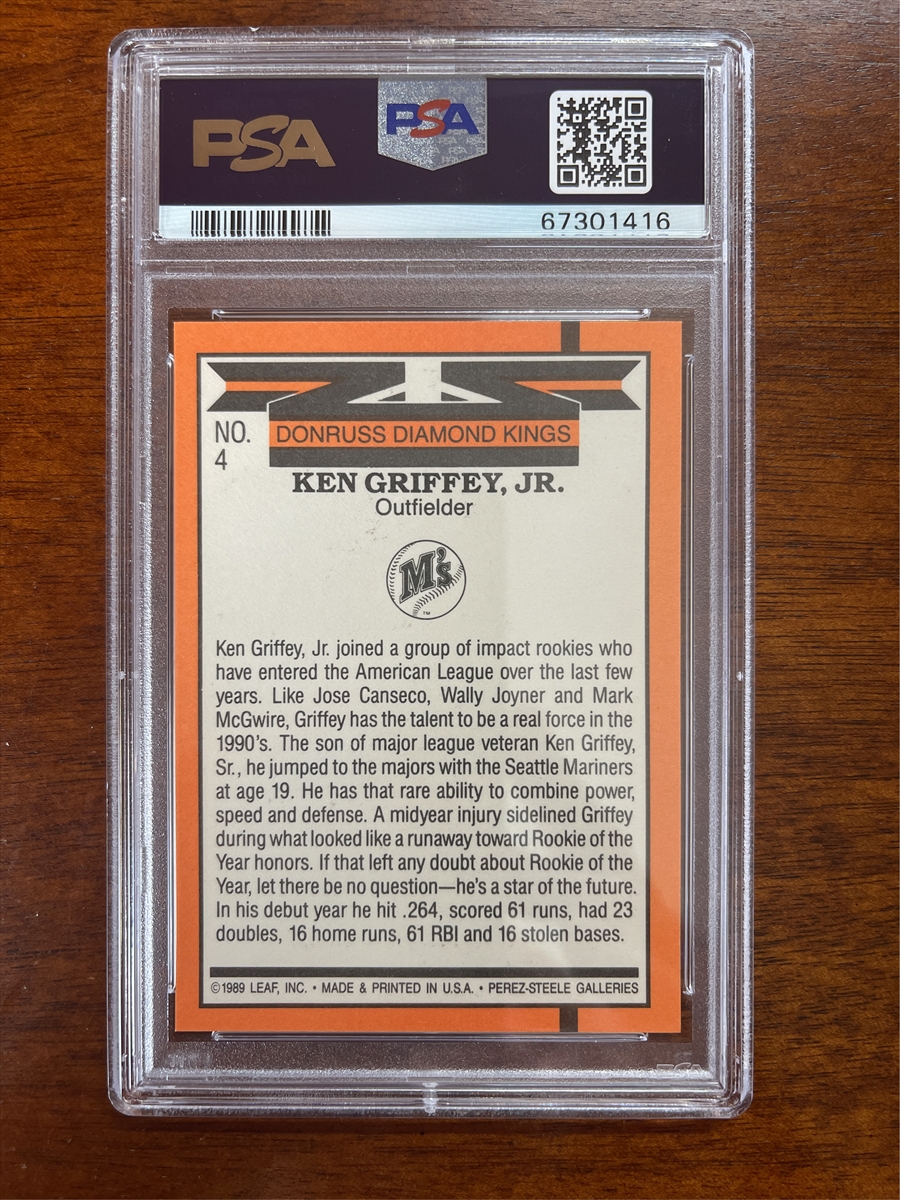 PSA
PSA
67301416
NO.
4
DONRUSS DIAMOND KINGS
KEN GRIFFEY, JR.
Outfielder
M's
TM
Ken Griffey, Jr. joined a group of impact rookies who
have entered the American League over the last few
years. Like Jose Canseco, Wally Joyner and Mark
McGwire, Griffey has the talent to be a real force in the
1990's. The son of major league veteran Ken Griffey,
Sr., he jumped to the majors with the Seattle Mariners
at age 19. He has that rare ability to combine power,
speed and defense. A midyear injury sidelined Griffey
during what looked like a runaway toward Rookie of the
Year honors. If that left any doubt about Rookie of the
Year, let there be no question—he's a star of the future.
In his debut year he hit .264, scored 61 runs, had 23
doubles, 16 home runs, 61 RBI and 16 stolen bases.
©1989 LEAF, INC. • MADE & PRINTED IN U.S.A. • PEREZ-STEELE GALLERIES
PSA